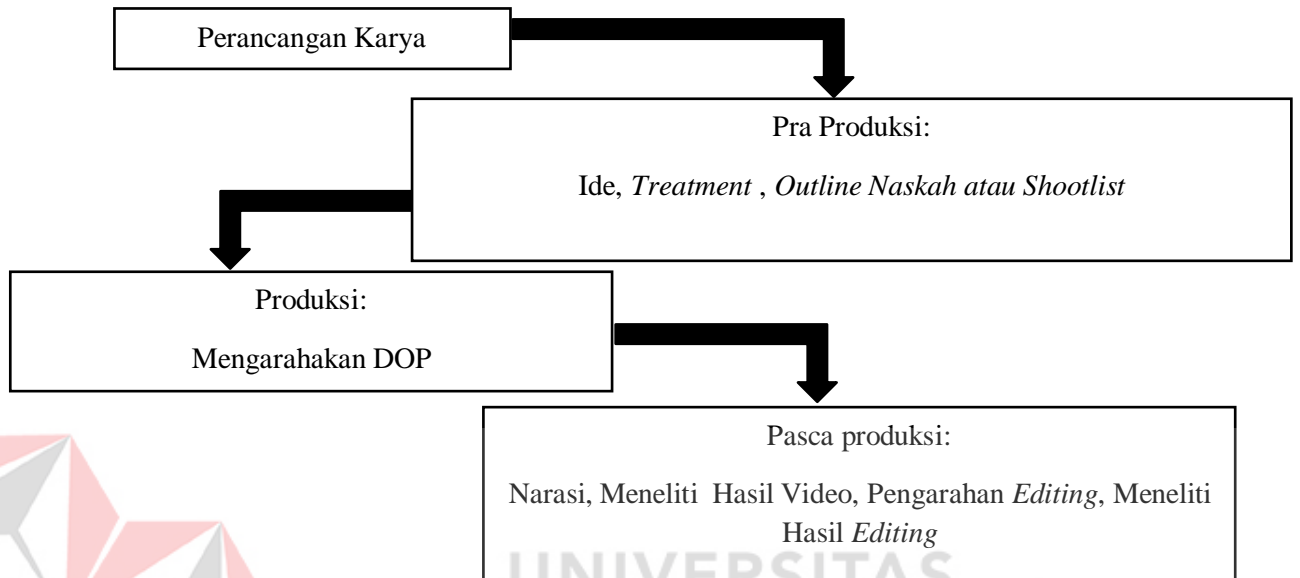 Perancangan Karya
Pra Produksi:
Ide, Treatment , Outline Naskah atau Shootlist
Produksi:
Mengarahakan DOP
Pasca produksi:
Narasi, Meneliti Hasil Video, Pengarahan Editing, Meneliti
Hasil Editing
UNIVERSITAS